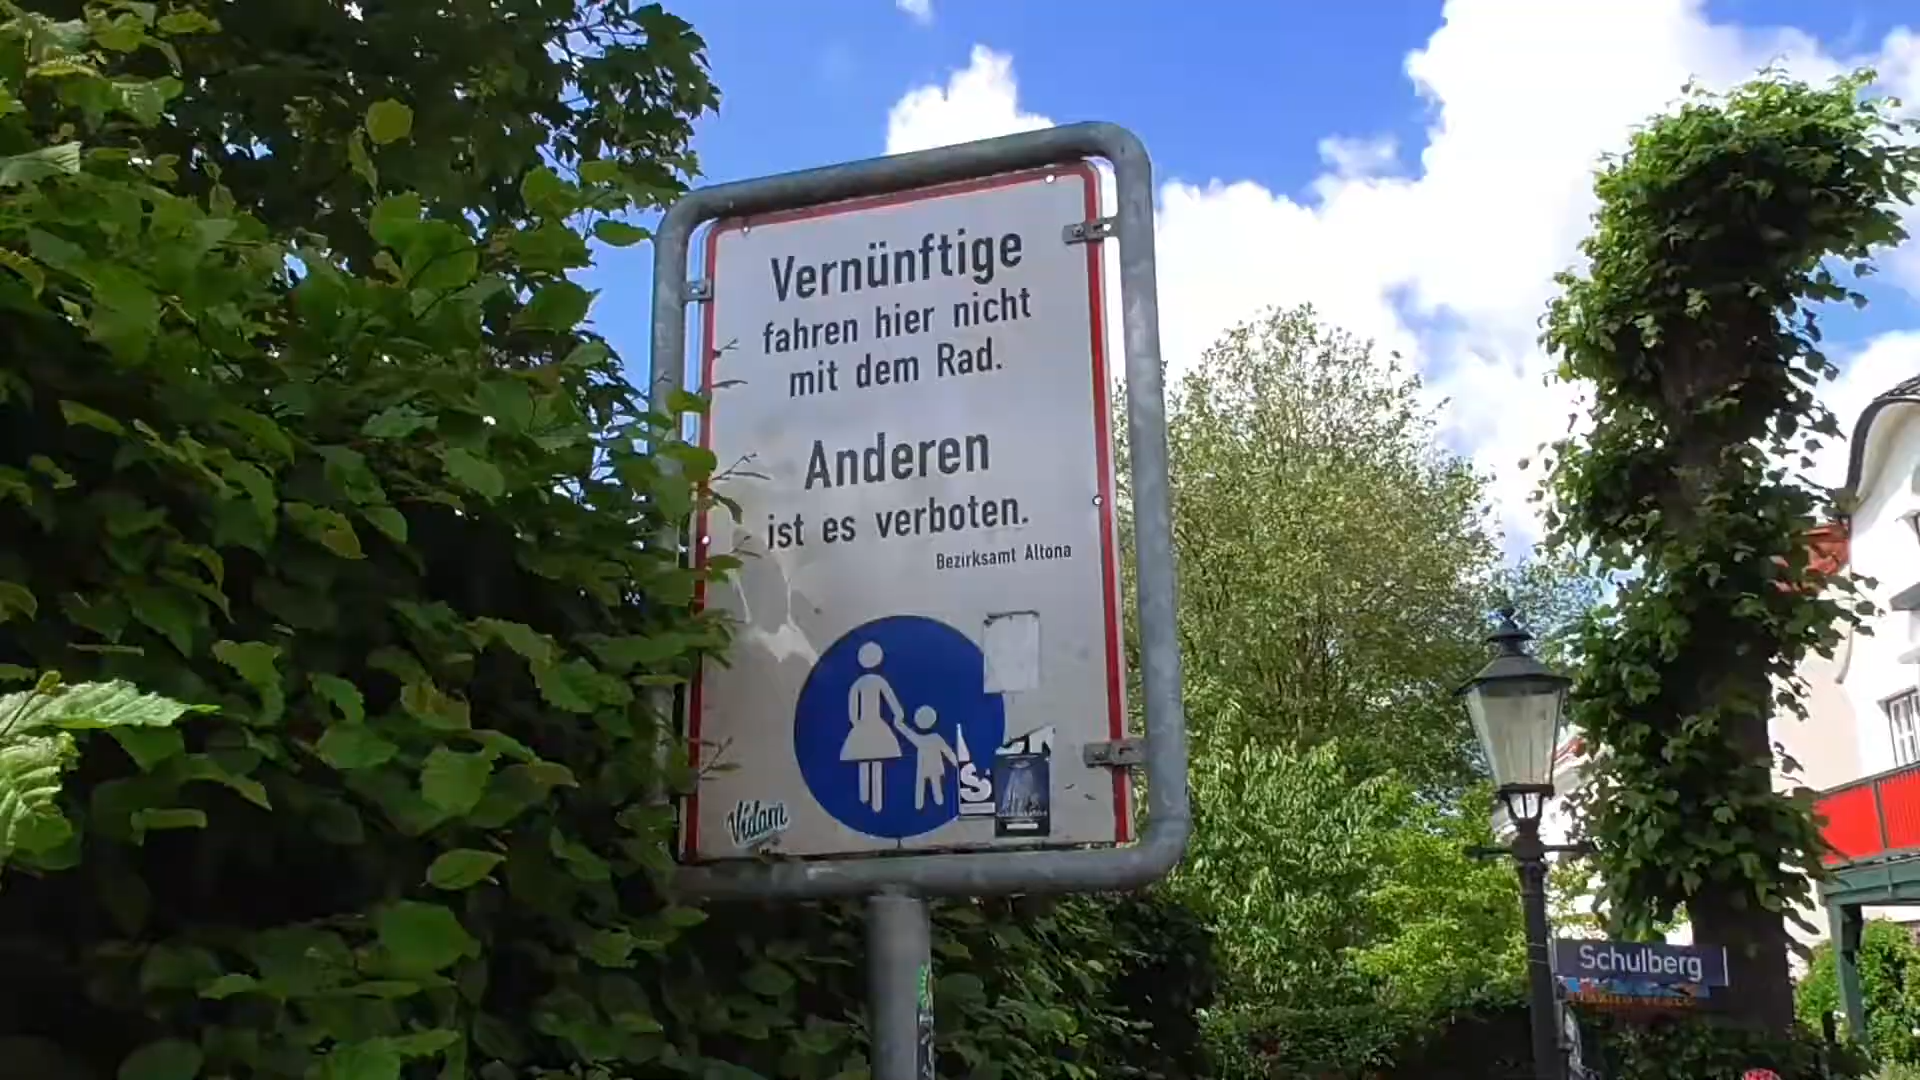 Vernünftige
fahren hier nicht
mit dem Rad.
Anderen
ist es verboten.
Bezirksamt Altona
Vidam
S
Schulberg